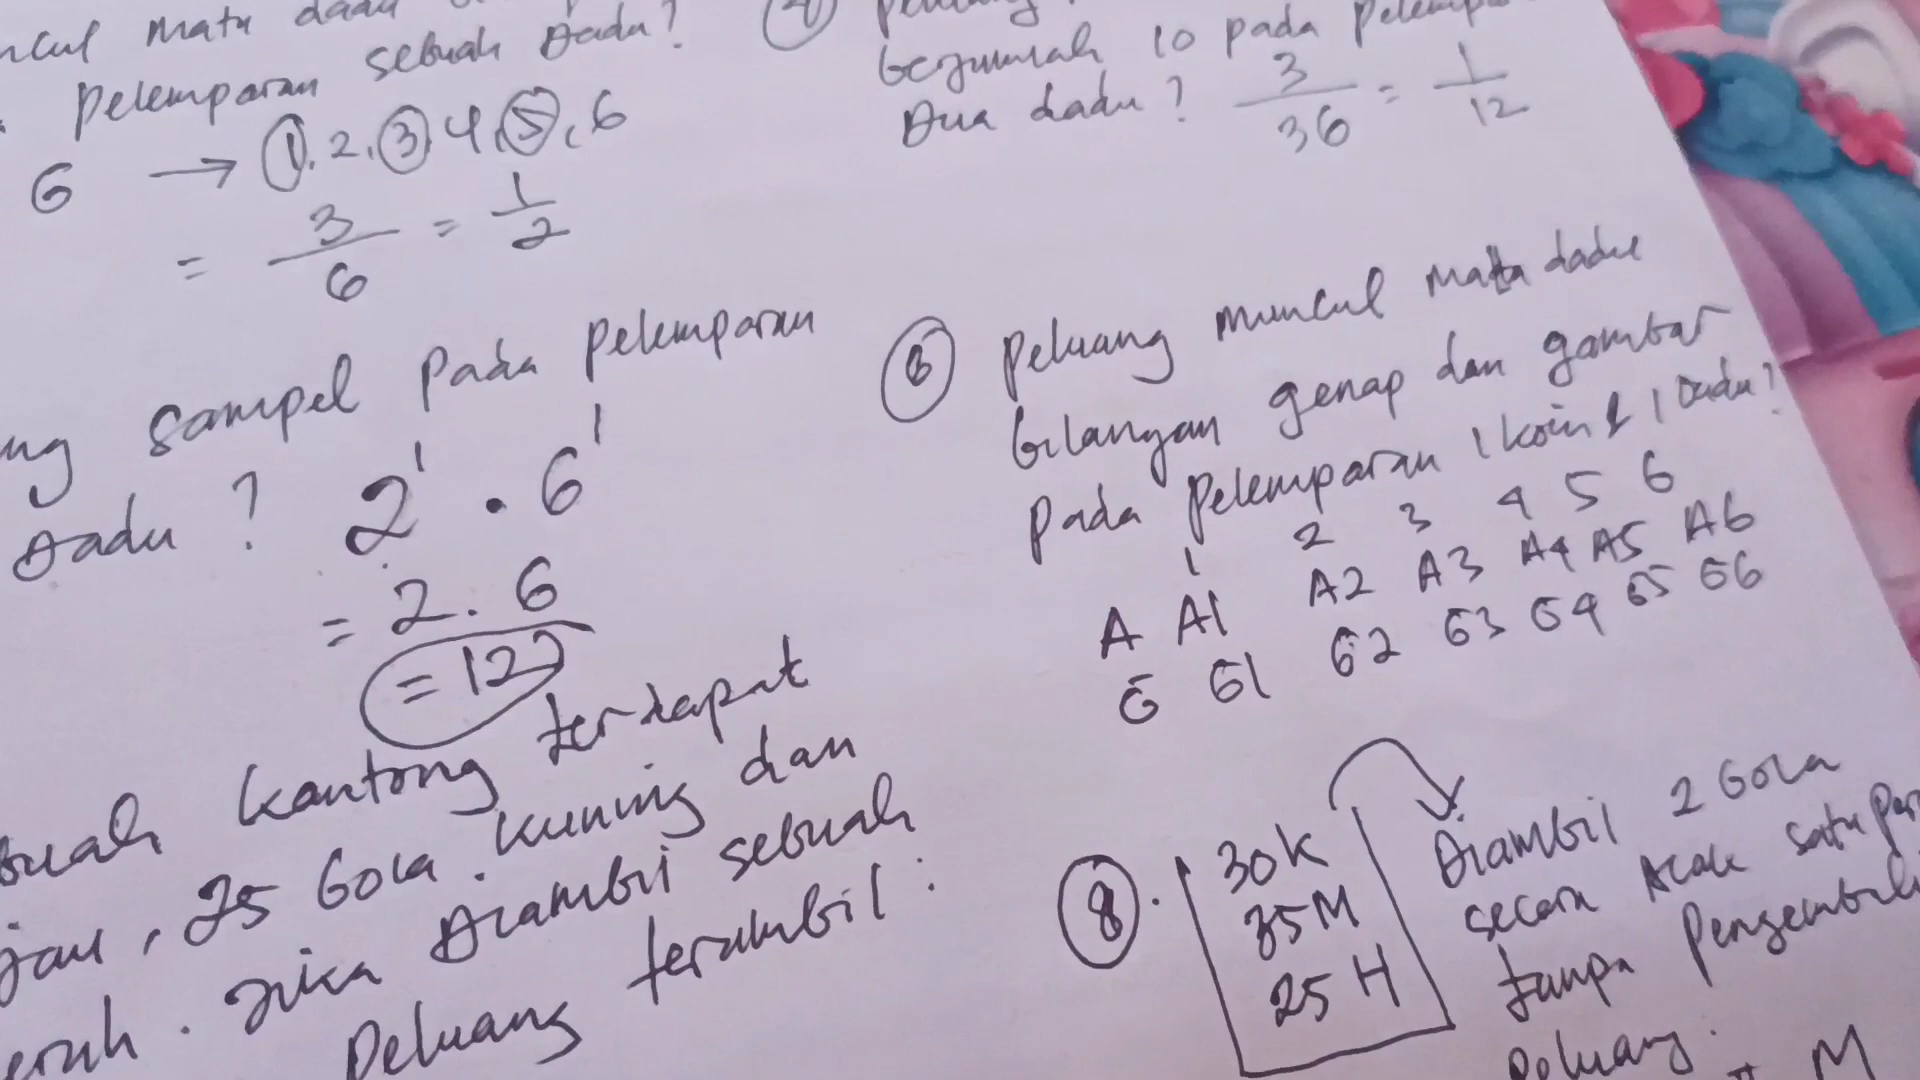 muncul mata dadu
pelemparan sebuah Dadu?
6 → 1, 2, 3, 4, 5, 6
= 3/6 = 1/2
sampel pada pelemparan
Dadu? 2¹ . 6¹
= 2 . 6
= 12
kantong terdapat
25 bola kuning dan
Jika Diambil sebuah
Peluang terambil :
berjumlah 10 pada
Dua dadu? 3/36 = 1/12
6 Peluang muncul mata dadu
bilangan genap dan gambar
pada pelemparan 1 koin & 1 Dadu?
1 2 3 4 5 6
A A1 A2 A3 A4 A5 A6
G G1 G2 G3 G4 G5 G6
8.
30K
35M
25H
Diambil 2 Bola
secara Acak satu
tanpa
Peluang :
M